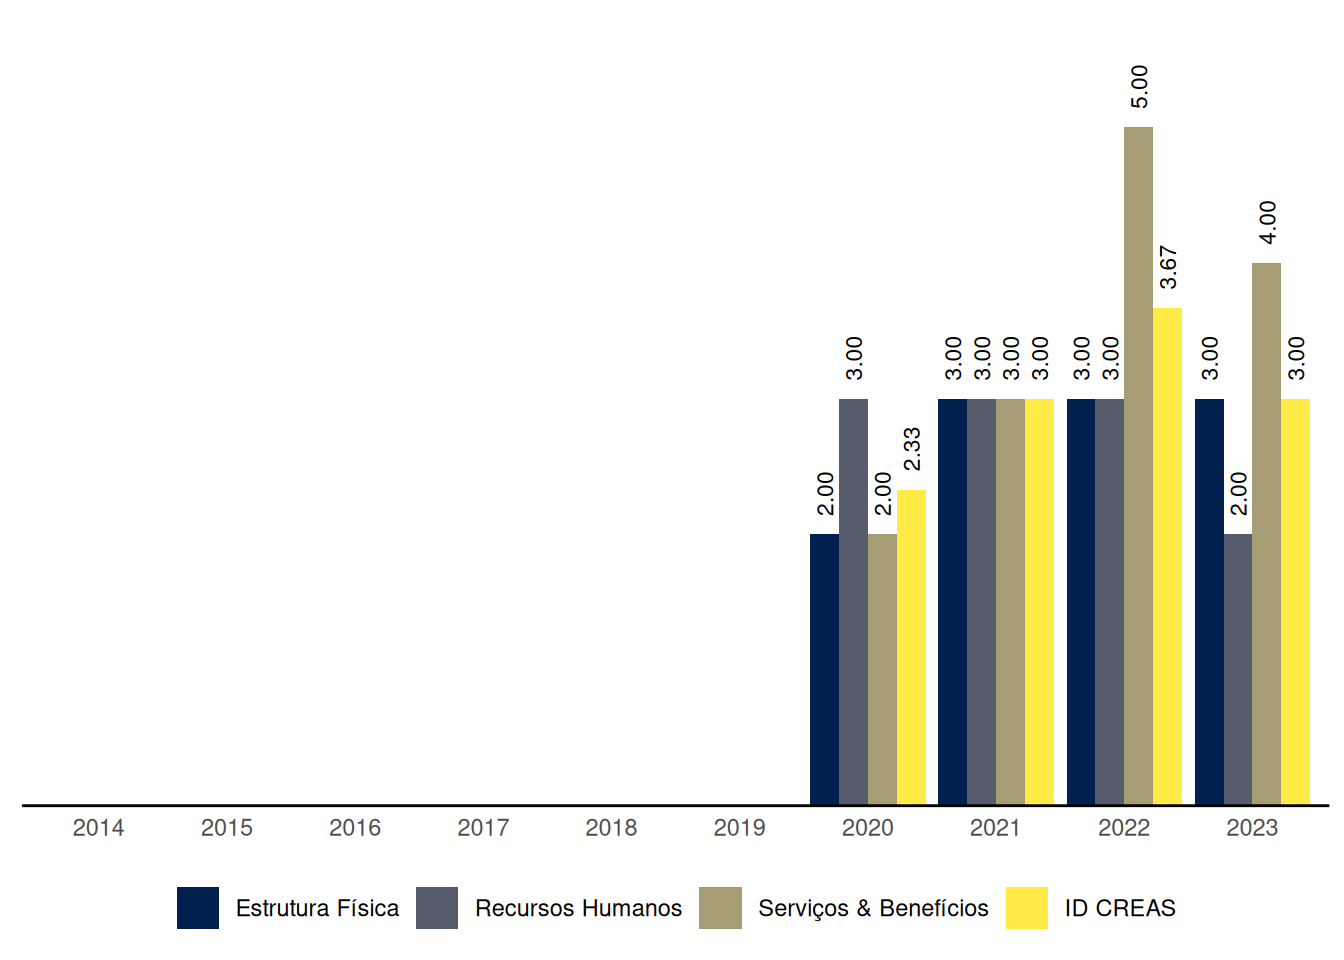 5.00
4.00
3.67
3.00 3.00 3.00 3.00 3.00 3.00 3.00 3.00 3.00
2.33
2.00 2.00 2.00
2014 2015 2016 2017 2018 2019 2020 2021 2022 2023
Estrutura Física Recursos Humanos Serviços & Benefícios ID CREAS